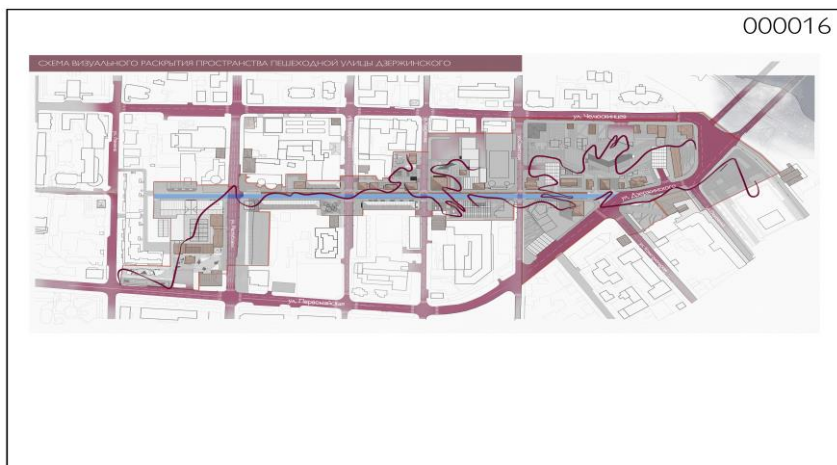 000016
СХЕМА ВИЗУАЛЬНОГО РАСКРЫТИЯ ПРОСТРАНСТВА ПЕШЕХОДНОЙ УЛИЦЫ ДЗЕРЖИНСКОГО
ул. Челюскинцев
ул. Дзержинского
ул. Первомайская